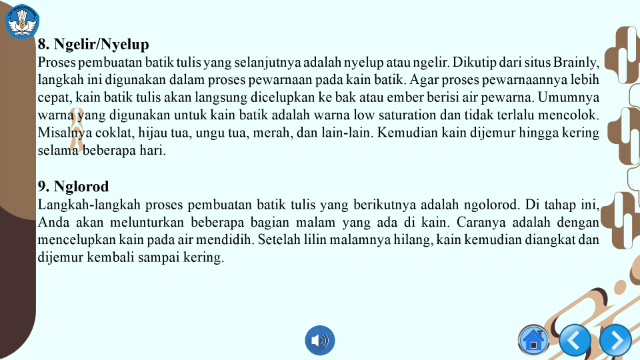 8. Ngelir/Nyelup
Proses pembuatan batik tulis yang selanjutnya adalah nyelup atau ngelir. Dikutip dari situs Brainly,
langkah ini digunakan dalam proses pewarnaan pada kain batik. Agar proses pewarnaannya lebih
cepat, kain batik tulis akan langsung dicelupkan ke bak atau ember berisi air pewarna. Umumnya
warna yang digunakan untuk kain batik adalah warna low saturation dan tidak terlalu mencolok.
Misalnya coklat, hijau tua, ungu tua, merah, dan lain-lain. Kemudian kain dijemur hingga kering
selama beberapa hari.
9. Nglorod
Langkah-langkah proses pembuatan batik tulis yang berikutnya adalah ngolorod. Di tahap ini,
Anda akan melunturkan beberapa bagian malam yang ada di kain. Caranya adalah dengan
mencelupkan kain pada air mendidih. Setelah lilin malamnya hilang, kain kemudian diangkat dan
dijemur kembali sampai kering.